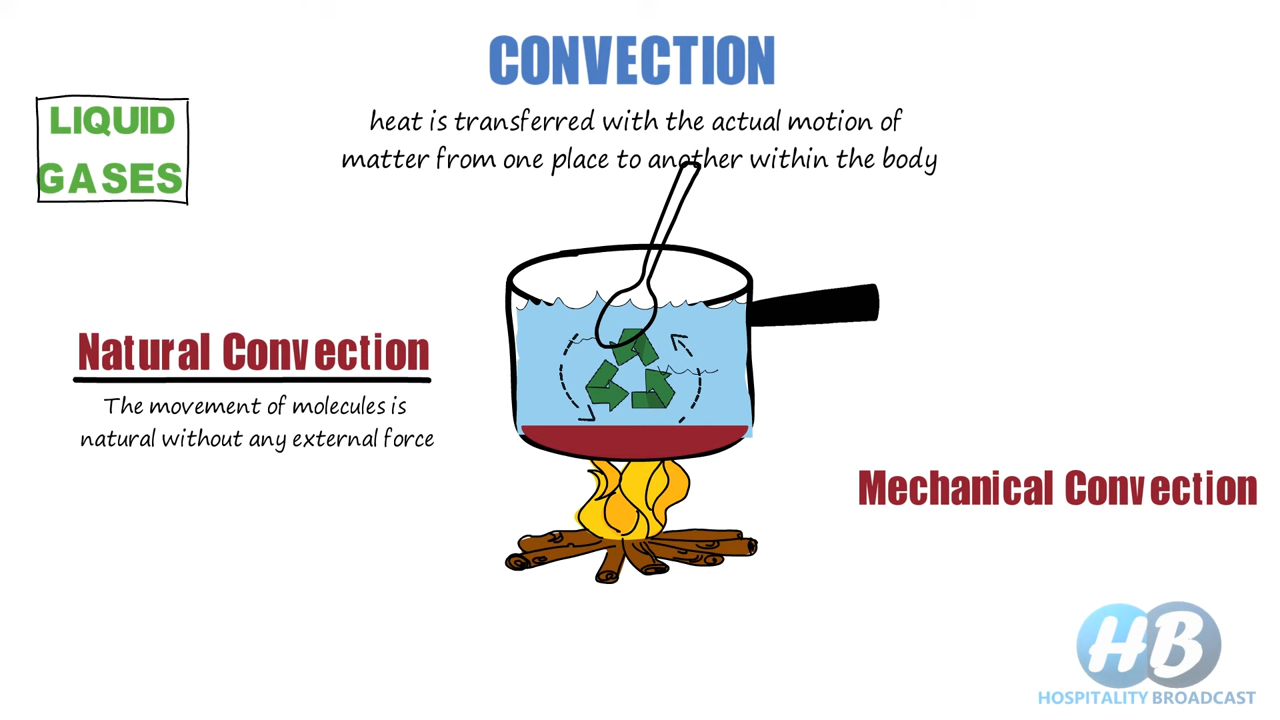 CONVECTION
LIQUID
GASES
heat is transferred with the actual motion of
matter from one place to another within the body
Natural Convection
The movement of molecules is
natural without any external force
Mechanical Convection
HB
HOSPITALITY BROADCAST